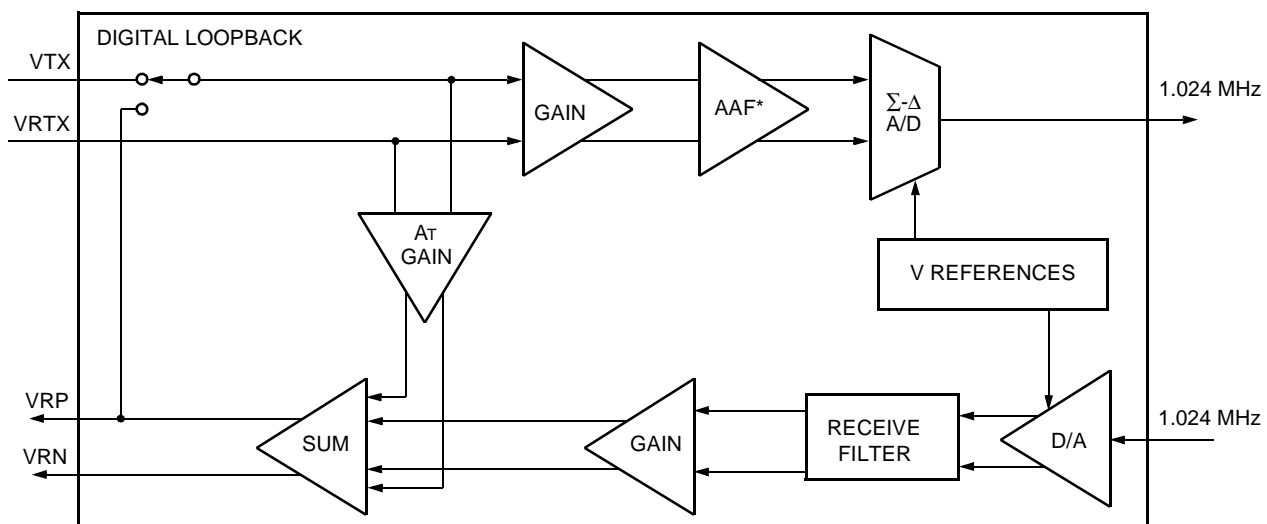 DIGITAL LOOPBACK
VTX
VRTX
GAIN
AAF*
Σ-Δ
A/D
1.024 MHz
AT
GAIN
V REFERENCES
VRP
VRN
SUM
GAIN
RECEIVE
FILTER
D/A
1.024 MHz